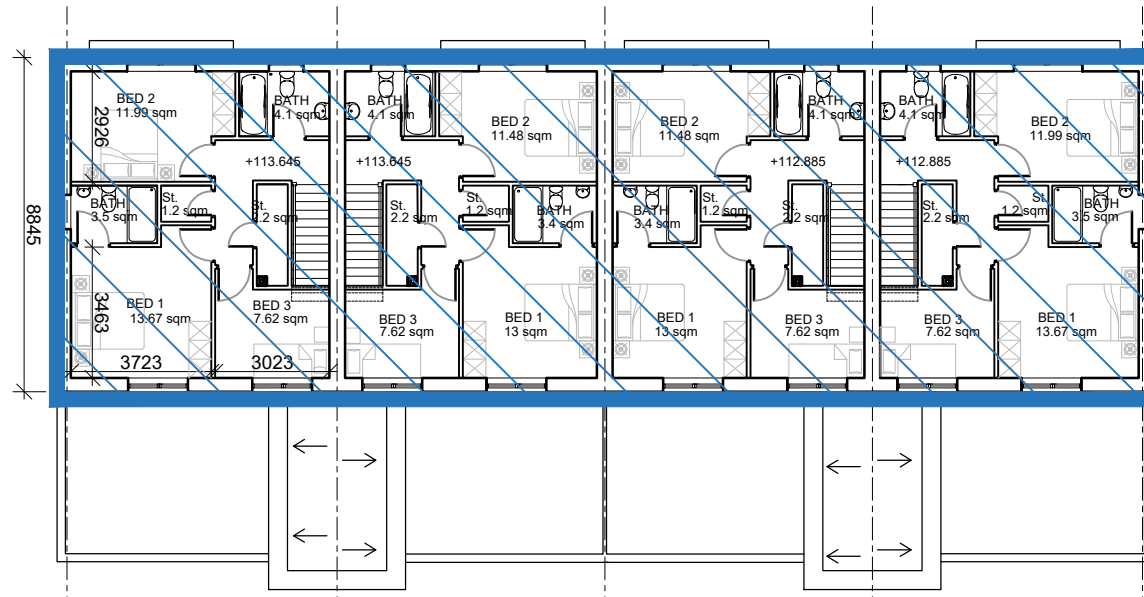 BED 2
11.99 sqm
BATH
4.1 sqm
BATH
4.1 sqm
BED 2
11.48 sqm
BED 2
11.48 sqm
BATH
4.1 sqm
BATH
4.1 sqm
BED 2
11.99 sqm
2926
+113.645
+113.645
+112.885
+112.885
8845
BATH
3.5 sqm
St.
1.2 sqm
St.
2.2 sqm
St.
2.2 sqm
St.
1.2 sqm
BATH
3.4 sqm
BATH
3.4 sqm
St.
1.2 sqm
St.
2.2 sqm
St.
2.2 sqm
St.
1.2 sqm
BATH
3.5 sqm
3463
BED 1
13.67 sqm
BED 3
7.62 sqm
BED 3
7.62 sqm
BED 1
13 sqm
BED 1
13 sqm
BED 3
7.62 sqm
BED 3
7.62 sqm
BED 1
13.67 sqm
3723
3023